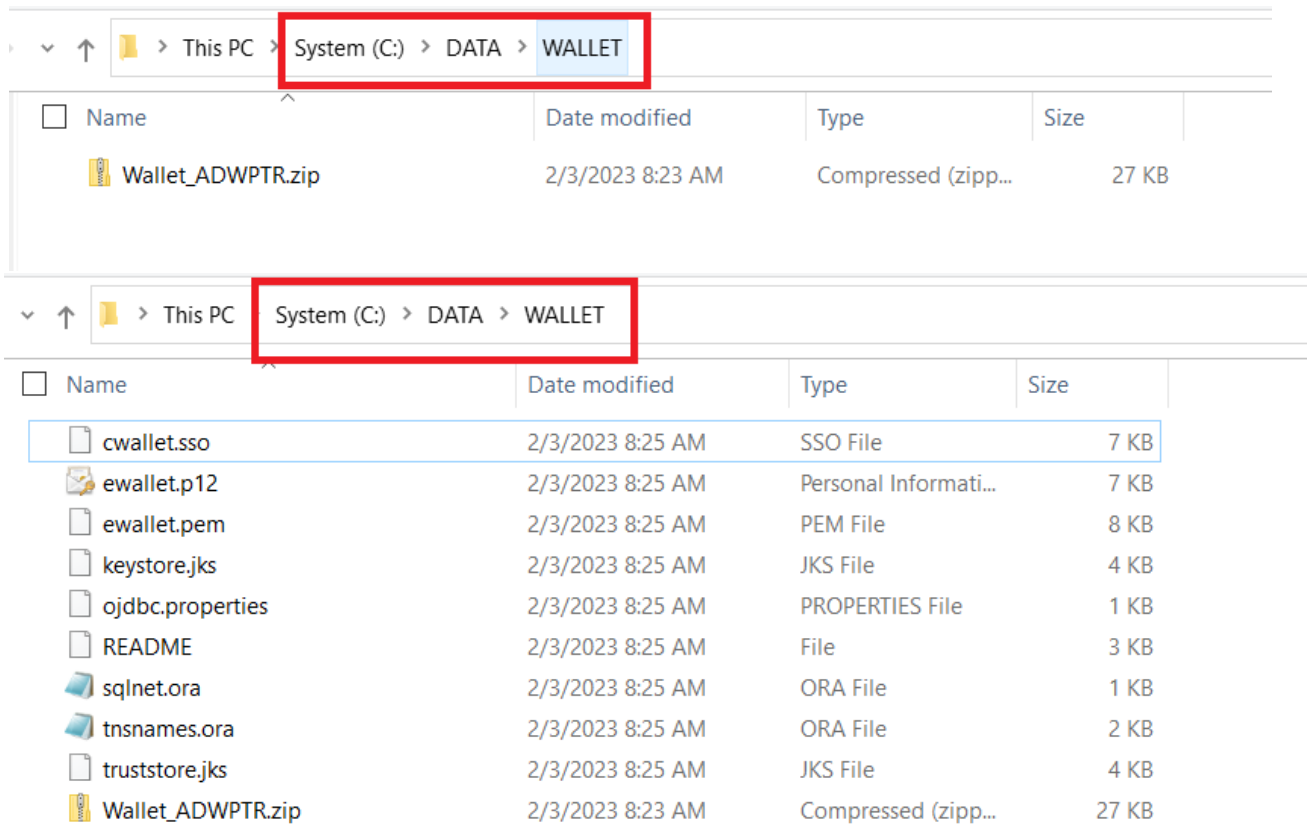 This PC > System (C:) > DATA > WALLET
Name Date modified Type Size
Wallet_ADWPTR.zip 2/3/2023 8:23 AM Compressed (zipp... 27 KB
This PC System (C:) > DATA > WALLET
Name Date modified Type Size
cwallet.sso 2/3/2023 8:25 AM SSO File 7 KB
ewallet.p12 2/3/2023 8:25 AM Personal Informati... 7 KB
ewallet.pem 2/3/2023 8:25 AM PEM File 8 KB
keystore.jks 2/3/2023 8:25 AM JKS File 4 KB
ojdbc.properties 2/3/2023 8:25 AM PROPERTIES File 1 KB
README 2/3/2023 8:25 AM File 3 KB
sqlnet.ora 2/3/2023 8:25 AM ORA File 1 KB
tnsnames.ora 2/3/2023 8:25 AM ORA File 2 KB
truststore.jks 2/3/2023 8:25 AM JKS File 4 KB
Wallet_ADWPTR.zip 2/3/2023 8:23 AM Compressed (zipp... 27 KB